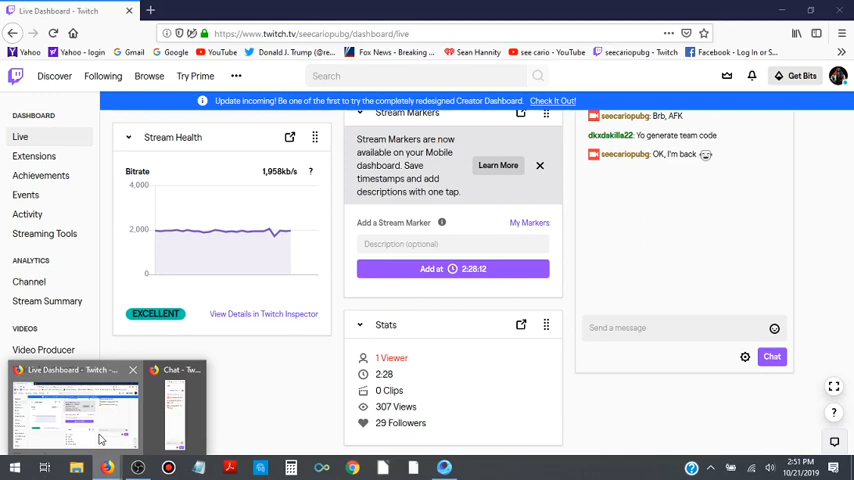 Live Dashboard - Twitch
https://www.twitch.tv/seecariopubg/dashboard/live
Yahoo
Yahoo - login
Gmail
Google
YouTube
Donald J. Trump (@re...
Fox News - Breaking ...
Sean Hannity
see cario - YouTube
seecariopubg - Twitch
Facebook - Log In or S...
Discover
Following
Browse
Try Prime
Search
Get Bits
Update incoming! Be one of the first to try the completely redesigned Creator Dashboard. Check It Out!
DASHBOARD
Live
Extensions
Achievements
Events
Activity
Streaming Tools
ANALYTICS
Channel
Stream Summary
VIDEOS
Video Producer
Stream Health
Bitrate
1,958kb/s
?
4,000
2,000
0
EXCELLENT
View Details in Twitch Inspector
Stream Markers
Stream Markers are now
available on your Mobile
dashboard. Save
timestamps and add
descriptions with one tap.
Learn More
Add a Stream Marker
My Markers
Description (optional)
Add at 2:28:12
Stats
1 Viewer
2:28
0 Clips
307 Views
29 Followers
seecariopubg: Brb, AFK
dkxdakilla22: Yo generate team code
seecariopubg: OK, I'm back
Send a message
Chat
?
Live Dashboard - Twitch -...
Chat - Tw...
2:51 PM
10/21/2019